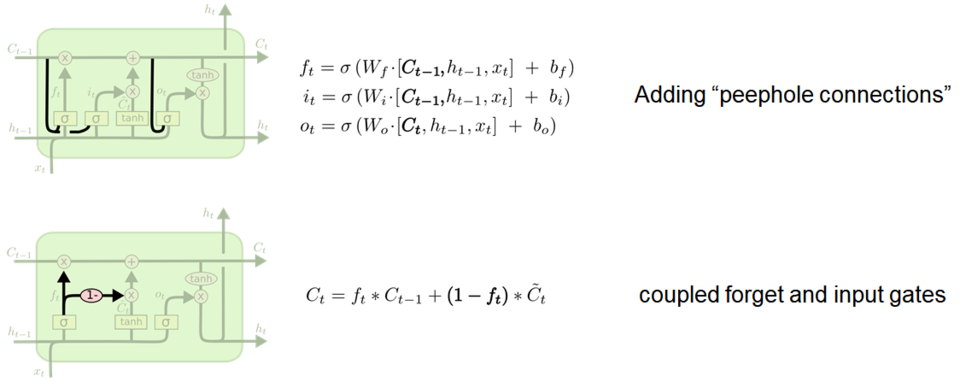 h_t
C_{t-1} C_t
× +
tanh
f_t i_t × o_t ×
C̃_t
σ σ tanh σ
h_{t-1} h_t
x_t
f_t = σ (W_f·[C_{t−1}, h_{t−1}, x_t] + b_f)
i_t = σ (W_i·[C_{t−1}, h_{t−1}, x_t] + b_i)
o_t = σ (W_o·[C_t, h_{t−1}, x_t] + b_o)
Adding “peephole connections”
h_t
C_{t-1} C_t
× +
tanh
f_t 1- × o_t ×
C̃_t
σ tanh σ
h_{t-1} h_t
x_t
C_t = f_t * C_{t−1} + (1 − f_t) * C̃_t
coupled forget and input gates